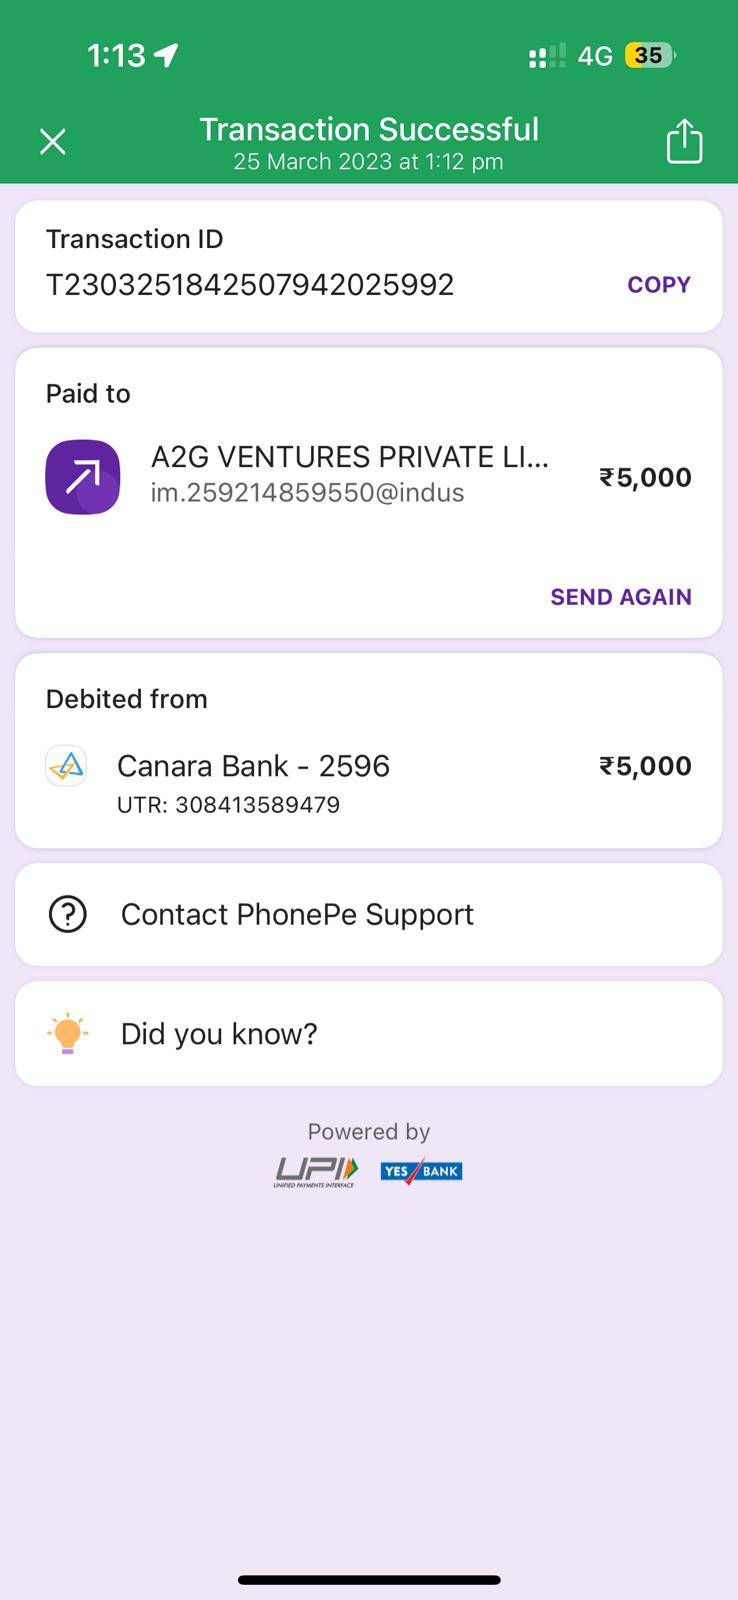 1:13
4G
35
Transaction Successful
25 March 2023 at 1:12 pm
Transaction ID
T2303251842507942025992
COPY
Paid to
A2G VENTURES PRIVATE LI...
im.259214859550@indus
₹5,000
SEND AGAIN
Debited from
Canara Bank - 2596
₹5,000
UTR: 308413589479
Contact PhonePe Support
Did you know?
Powered by
UPI
UNIFIED PAYMENTS INTERFACE
YES BANK